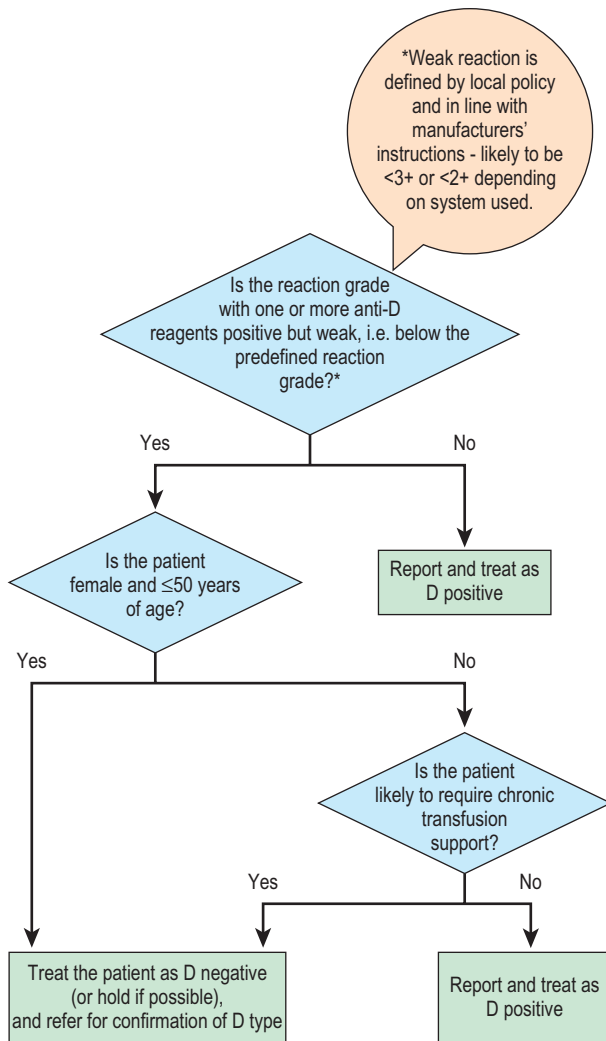 *Weak reaction is
defined by local policy
and in line with
manufacturers'
instructions - likely to be
<3+ or <2+ depending
on system used.
Is the reaction grade
with one or more anti-D
reagents positive but weak, i.e. below the
predefined reaction
grade?*
Yes
No
Is the patient
female and ≤50 years
of age?
Report and treat as
D positive
Yes
No
Is the patient
likely to require chronic
transfusion
support?
Yes
No
Treat the patient as D negative
(or hold if possible),
and refer for confirmation of D type
Report and treat as
D positive